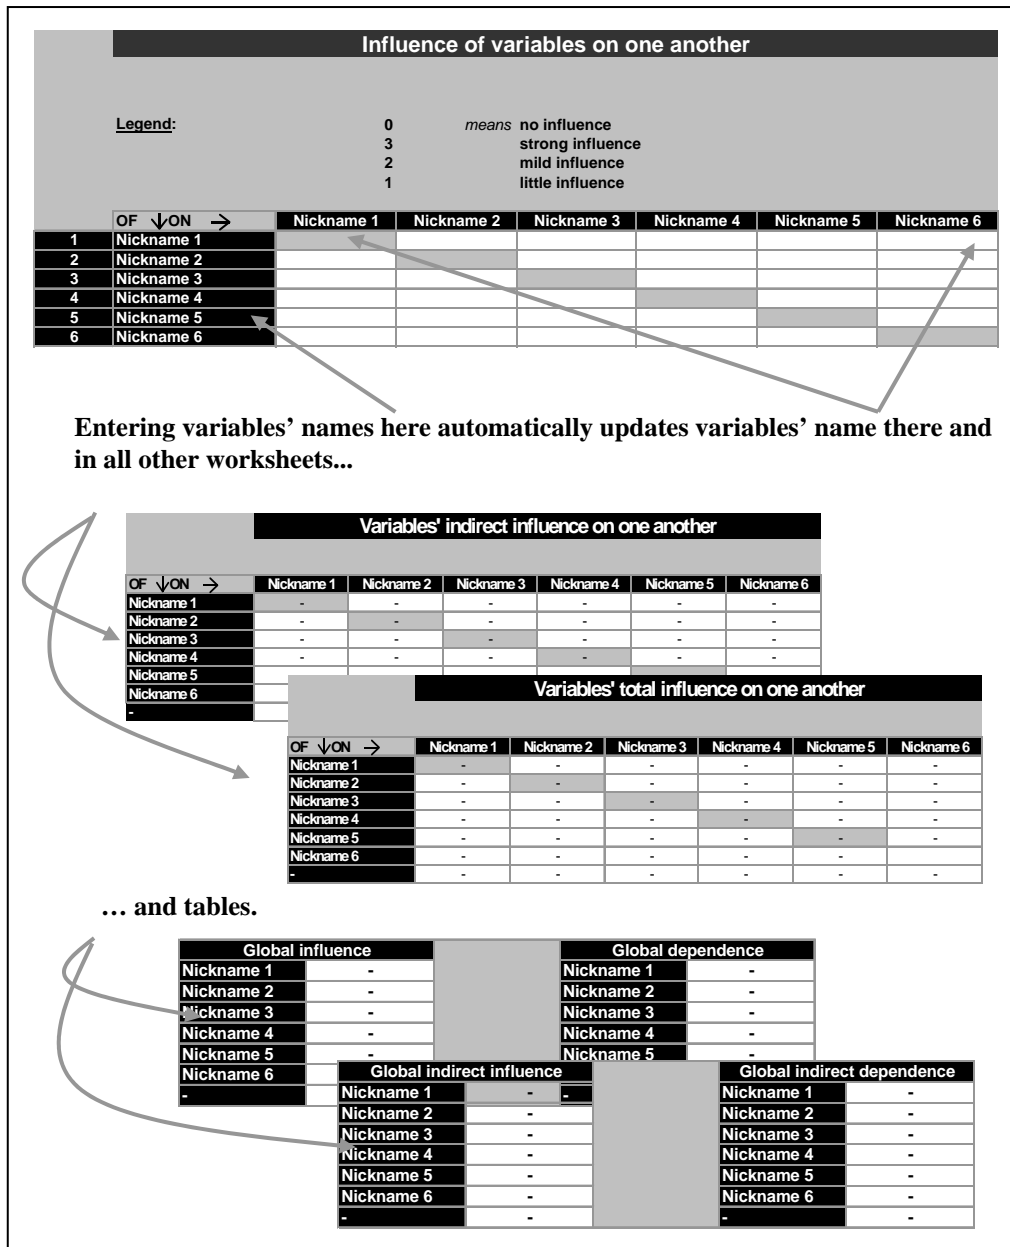 Influence of variables on one another
Legend: 0 means no influence
3 strong influence
2 mild influence
1 little influence
OF ↓ON → Nickname 1 Nickname 2 Nickname 3 Nickname 4 Nickname 5 Nickname 6
1 Nickname 1
2 Nickname 2
3 Nickname 3
4 Nickname 4
5 Nickname 5
6 Nickname 6
Entering variables’ names here automatically updates variables’ name there and
in all other worksheets...
Variables' indirect influence on one another
OF ↓ON → Nickname 1 Nickname 2 Nickname 3 Nickname 4 Nickname 5 Nickname 6
Nickname 1 - - - - - -
Nickname 2 - - - - - -
Nickname 3 - - - - - -
Nickname 4 - - - - - -
Nickname 5
Nickname 6
-
Variables' total influence on one another
OF ↓ON → Nickname 1 Nickname 2 Nickname 3 Nickname 4 Nickname 5 Nickname 6
Nickname 1 - - - - - -
Nickname 2 - - - - - -
Nickname 3 - - - - - -
Nickname 4 - - - - - -
Nickname 5 - - - - - -
Nickname 6 - - - - -
- - - - - - -
… and tables.
Global influence Global dependence
Nickname 1 - Nickname 1 -
Nickname 2 - Nickname 2 -
Nickname 3 - Nickname 3 -
Nickname 4 - Nickname 4 -
Nickname 5 - Nickname 5 -
Nickname 6
- -
Global indirect influence Global indirect dependence
Nickname 1 - Nickname 1 -
Nickname 2 - Nickname 2 -
Nickname 3 - Nickname 3 -
Nickname 4 - Nickname 4 -
Nickname 5 - Nickname 5 -
Nickname 6 - Nickname 6 -
- - - -